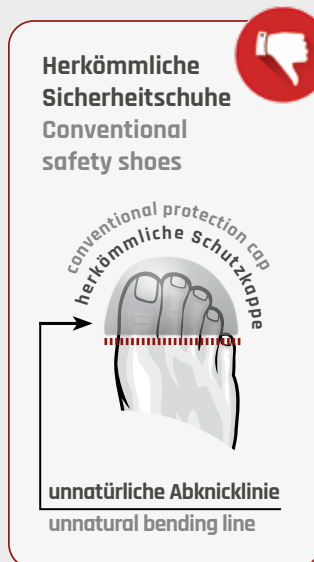 Herkömmliche
Sicherheitschuhe
Conventional
safety shoes
conventional protection cap
herkömmliche Schutzkappe
unnatürliche Abknicklinie
unnatural bending line